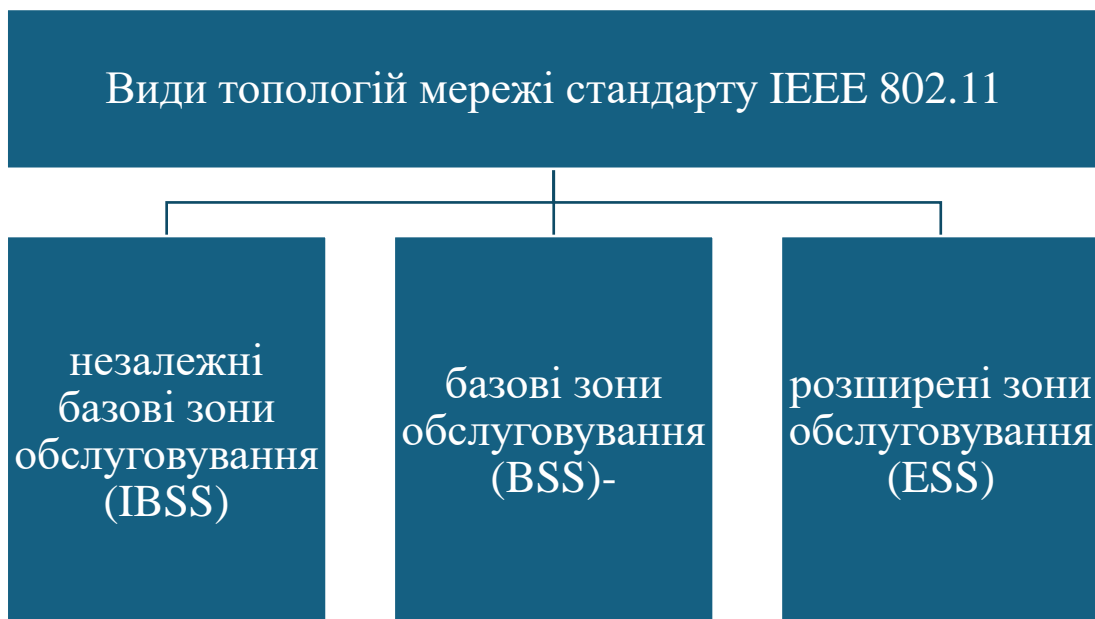 Види топологій мережі стандарту IEEE 802.11
незалежні
базові зони
обслуговування
(IBSS)
базові зони
обслуговування
(BSS)-
розширені зони
обслуговування
(ESS)